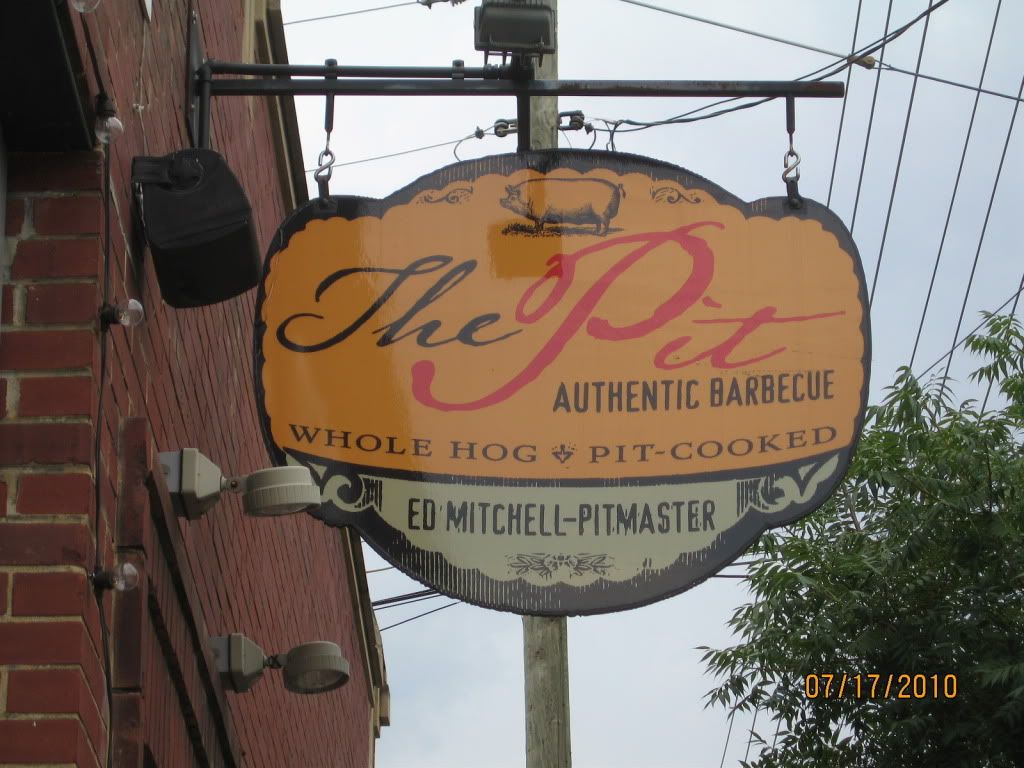 The Pit
AUTHENTIC BARBECUE
WHOLE HOG PIT-COOKED
ED MITCHELL-PITMASTER
07/17/2010